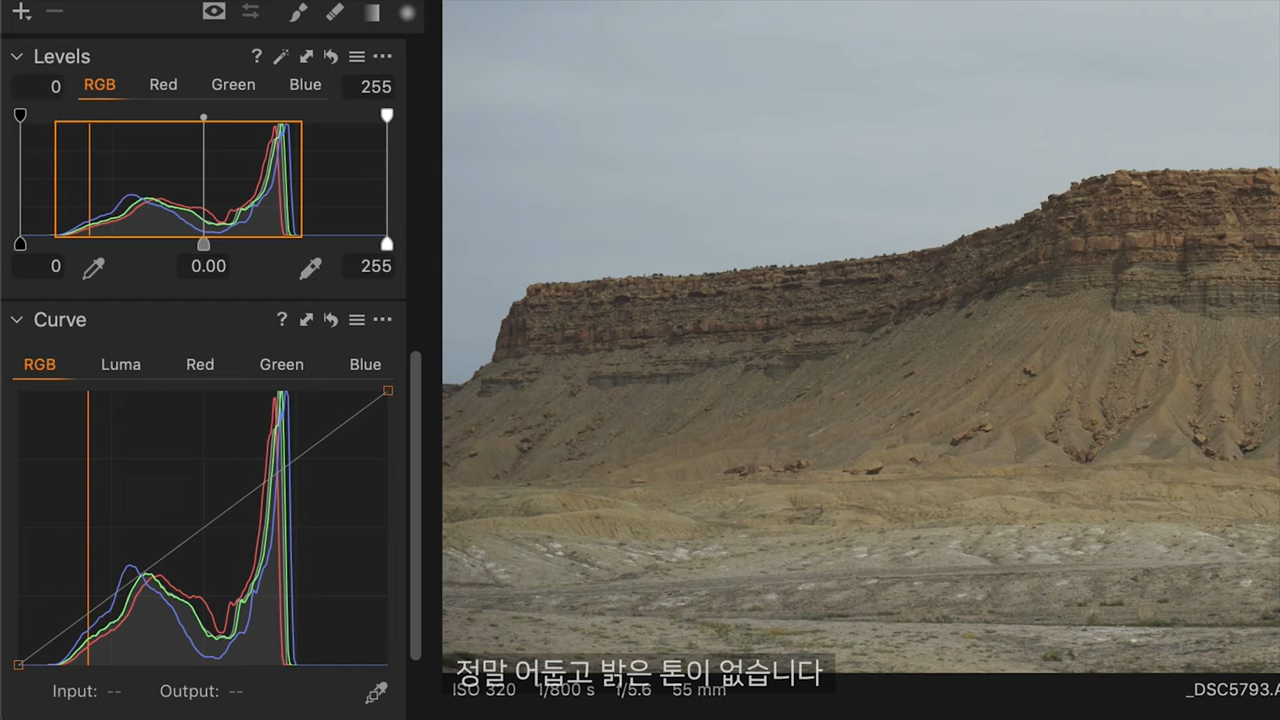 Levels
?
0 RGB Red Green Blue 255
0 0.00 255
Curve
?
RGB Luma Red Green Blue
Input: -- Output: --
정말 어둡고 밝은 톤이 없습니다
ISO 320 1/800 s f/5.6 55 mm
_DSC5793.A